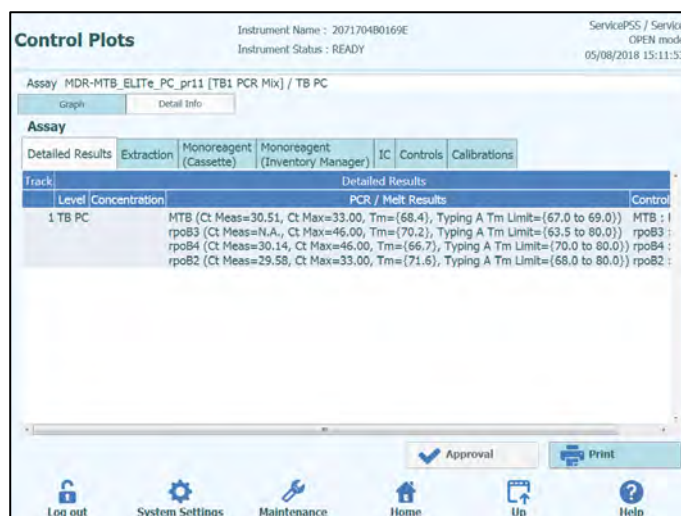 Control Plots
Instrument Name : 2071704B0169E
Instrument Status : READY
ServicePSS / Service
OPEN mode
05/08/2018 15:11:53
Assay MDR-MTB_ELITe_PC_pr11 [TB1 PCR Mix] / TB PC
Graph Detail Info
Assay
Detailed Results Extraction Monoreagent (Cassette) Monoreagent (Inventory Manager) IC Controls Calibrations
Track Detailed Results
Level Concentration PCR / Melt Results Control
1 TB PC MTB (Ct Meas=30.51, Ct Max=33.00, Tm={68.4}, Typing A Tm Limit={67.0 to 69.0}) MTB :
rpoB3 (Ct Meas=N.A., Ct Max=46.00, Tm={70.2}, Typing A Tm Limit={63.5 to 80.0}) rpoB3 :
rpoB4 (Ct Meas=30.14, Ct Max=46.00, Tm={66.7}, Typing A Tm Limit={70.0 to 80.0}) rpoB4 :
rpoB2 (Ct Meas=29.58, Ct Max=33.00, Tm={71.6}, Typing A Tm Limit={68.0 to 80.0}) rpoB2 :
Approval Print
Log out System Settings Maintenance Home Up Help